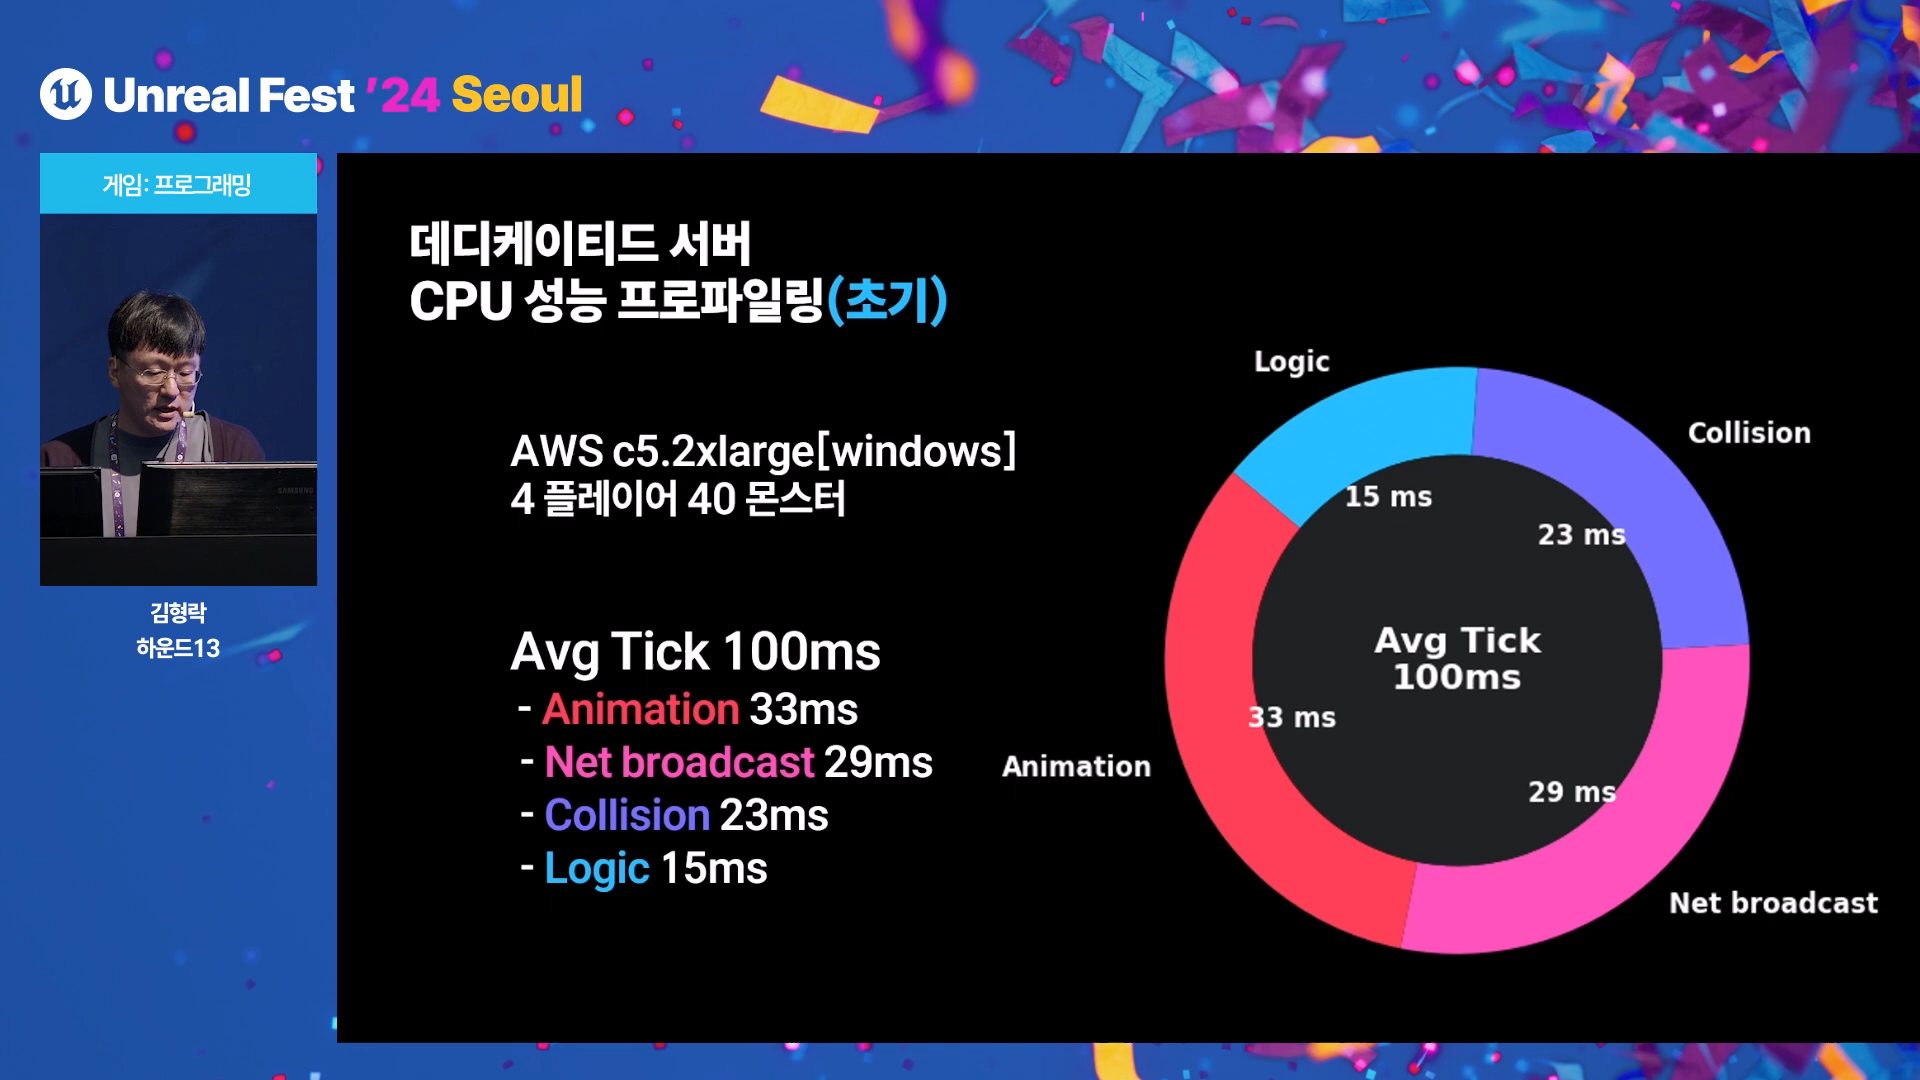 Unreal Fest '24 Seoul
게임: 프로그래밍
김형락
하운드13
데디케이티드 서버
CPU 성능 프로파일링(초기)
AWS c5.2xlarge[windows]
4 플레이어 40 몬스터
Avg Tick 100ms
- Animation 33ms
- Net broadcast 29ms
- Collision 23ms
- Logic 15ms
Logic
Collision
15 ms
23 ms
Avg Tick
100ms
33 ms
Animation
29 ms
Net broadcast
SAMSUNG